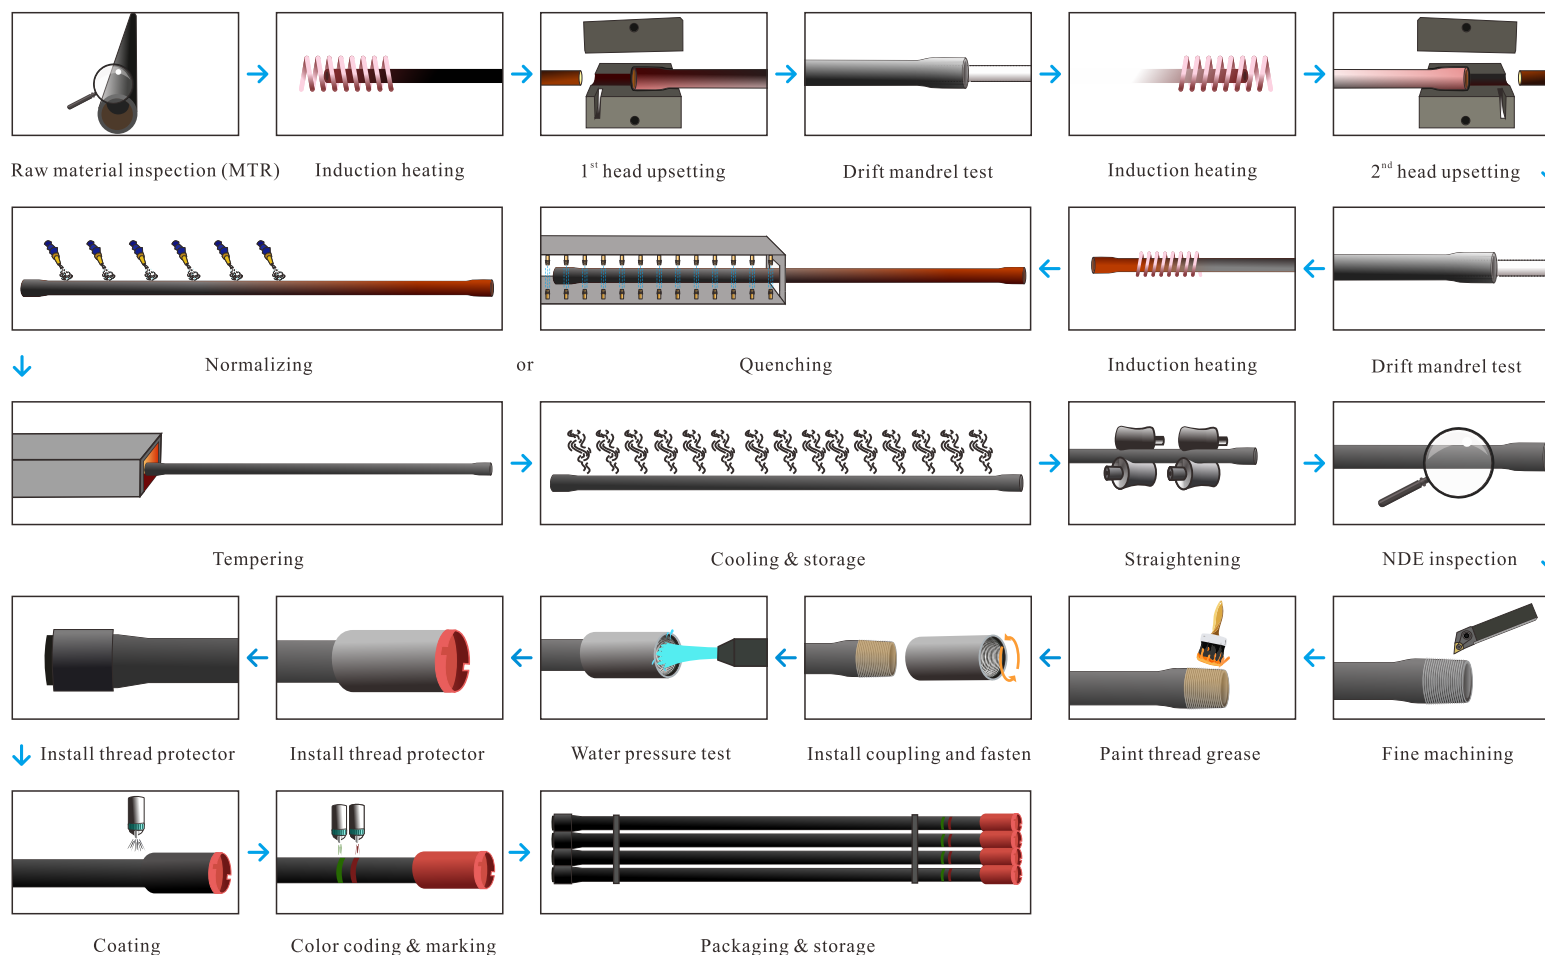 Raw material inspection (MTR) Induction heating 1st head upsetting Drift mandrel test Induction heating 2nd head upsetting
Normalizing or Quenching Induction heating Drift mandrel test
Tempering Cooling & storage Straightening NDE inspection
Install thread protector Install thread protector Water pressure test Install coupling and fasten Paint thread grease Fine machining
Coating Color coding & marking Packaging & storage